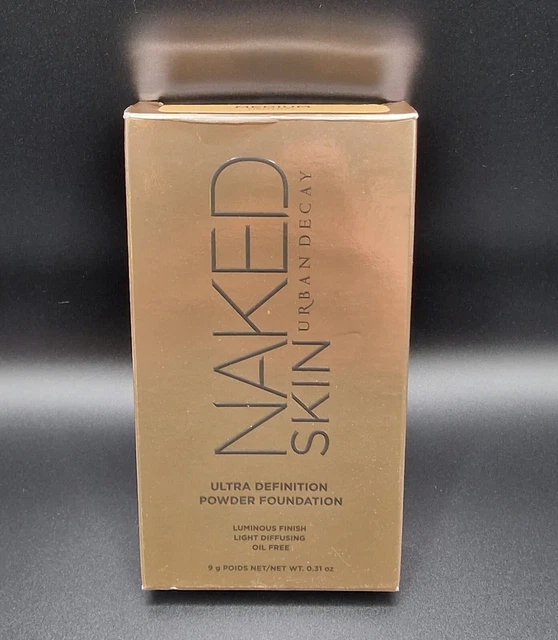 MEDIUM
NAKED
SKIN URBAN DECAY
ULTRA DEFINITION
POWDER FOUNDATION
LUMINOUS FINISH
LIGHT DIFFUSING
OIL FREE
9 g POIDS NET/NET WT. 0.31 oz